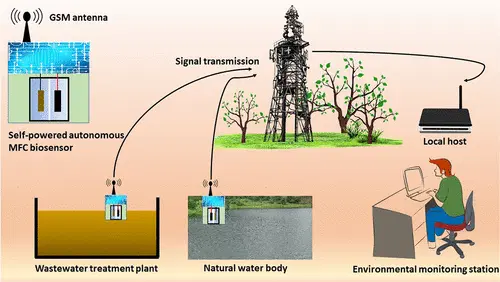 GSM antenna
Signal transmission
Self-powered autonomous
MFC biosensor
Local host
Wastewater treatment plant
Natural water body
Environmental monitoring station